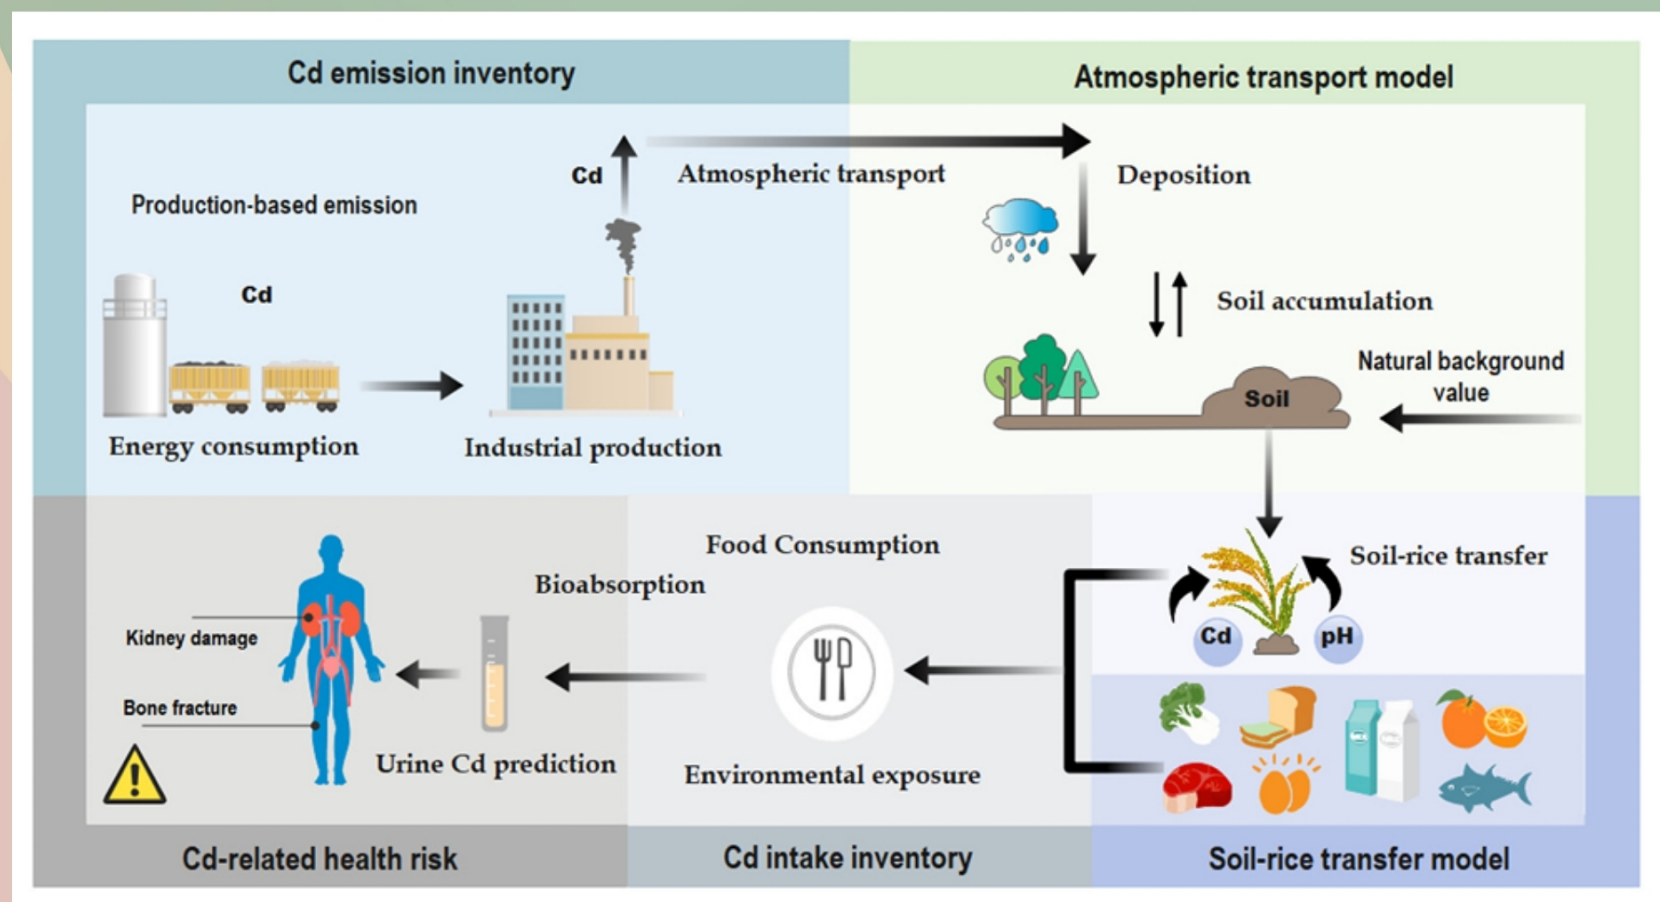 Cd emission inventory
Atmospheric transport model
Cd
Atmospheric transport
Deposition
Production-based emission
Cd
Soil accumulation
Natural background
value
Soil
Energy consumption
Industrial production
Food Consumption
Soil-rice transfer
Bioabsorption
Kidney damage
Cd
pH
Bone fracture
Urine Cd prediction
Environmental exposure
Cd-related health risk
Cd intake inventory
Soil-rice transfer model